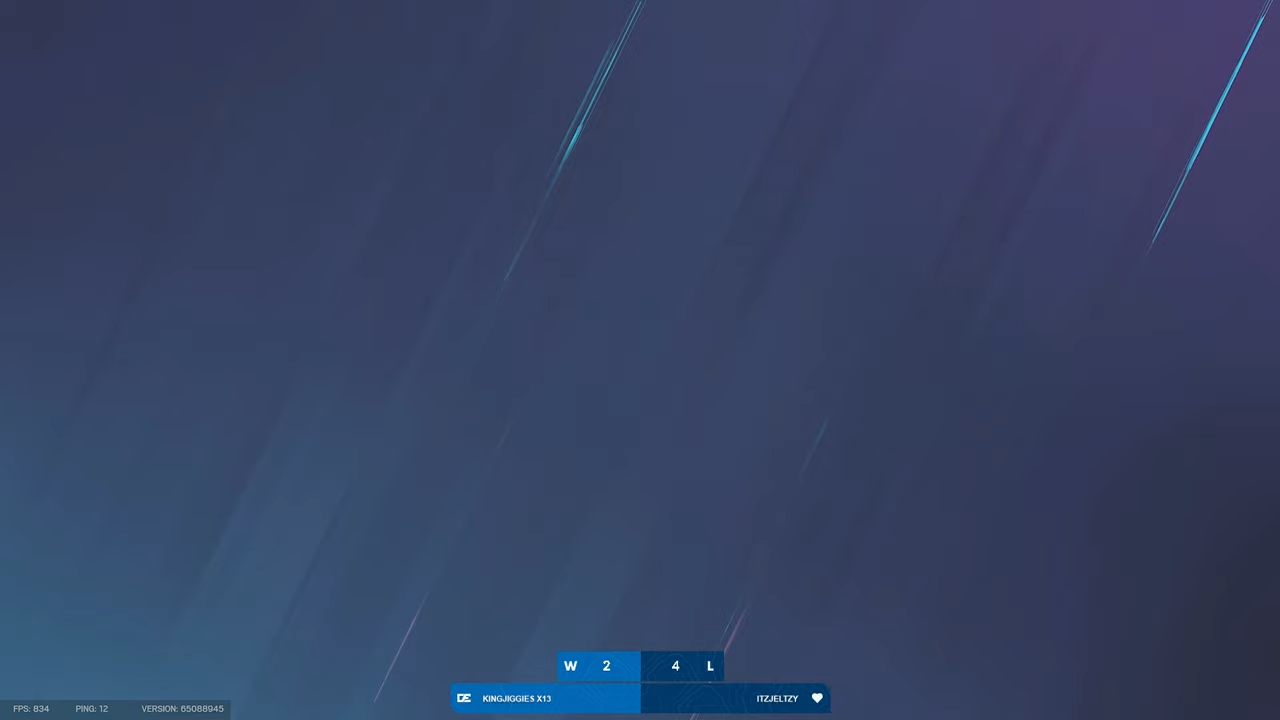 W 2 4 L
KINGJIGGIES X13 ITZJELTZY
FPS: 834 PING: 12 VERSION: 65088945